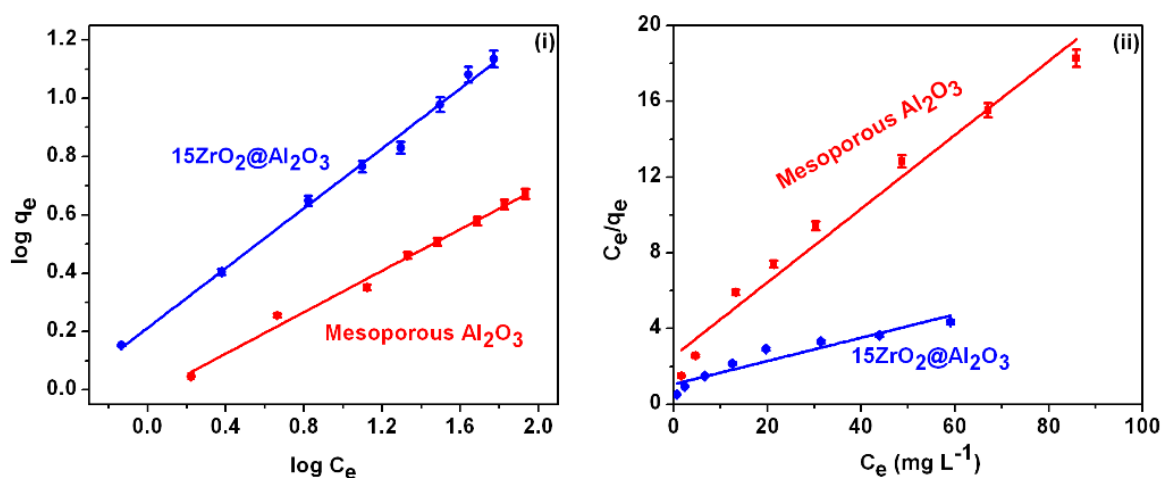 (i)
1.2
1.0
0.8
0.6
0.4
0.2
0.0
log qe
15ZrO2@Al2O3
Mesoporous Al2O3
0.0 0.4 0.8 1.2 1.6 2.0
log Ce
(ii)
20
16
12
8
4
0
Ce/qe
Mesoporous Al2O3
15ZrO2@Al2O3
0 20 40 60 80 100
Ce (mg L-1)